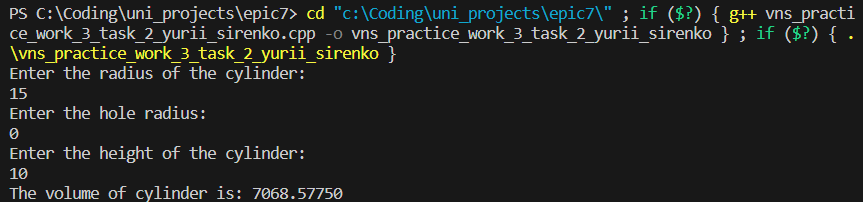 PS C:\Coding\uni_projects\epic7> cd "c:\Coding\uni_projects\epic7\" ; if ($?) { g++ vns_practi
ce_work_3_task_2_yurii_sirenko.cpp -o vns_practice_work_3_task_2_yurii_sirenko } ; if ($?) { .
\vns_practice_work_3_task_2_yurii_sirenko }
Enter the radius of the cylinder:
15
Enter the hole radius:
0
Enter the height of the cylinder:
10
The volume of cylinder is: 7068.57750